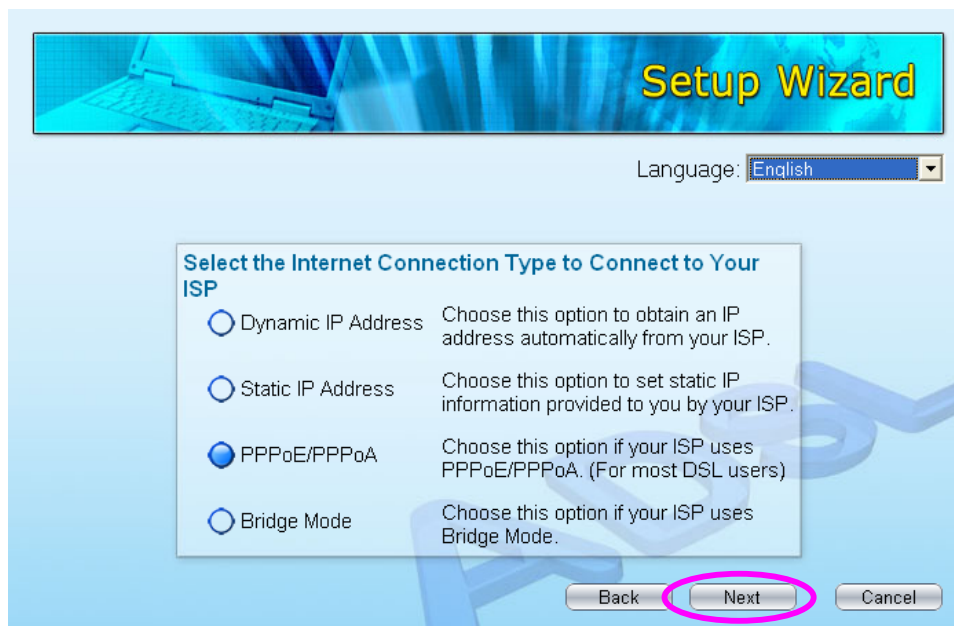 Setup Wizard
Language: English
Select the Internet Connection Type to Connect to Your
ISP
Dynamic IP Address
Choose this option to obtain an IP
address automatically from your ISP.
Static IP Address
Choose this option to set static IP
information provided to you by your ISP.
PPPoE/PPPoA
Choose this option if your ISP uses
PPPoE/PPPoA. (For most DSL users)
Bridge Mode
Choose this option if your ISP uses
Bridge Mode.
ADSL
Back Next Cancel